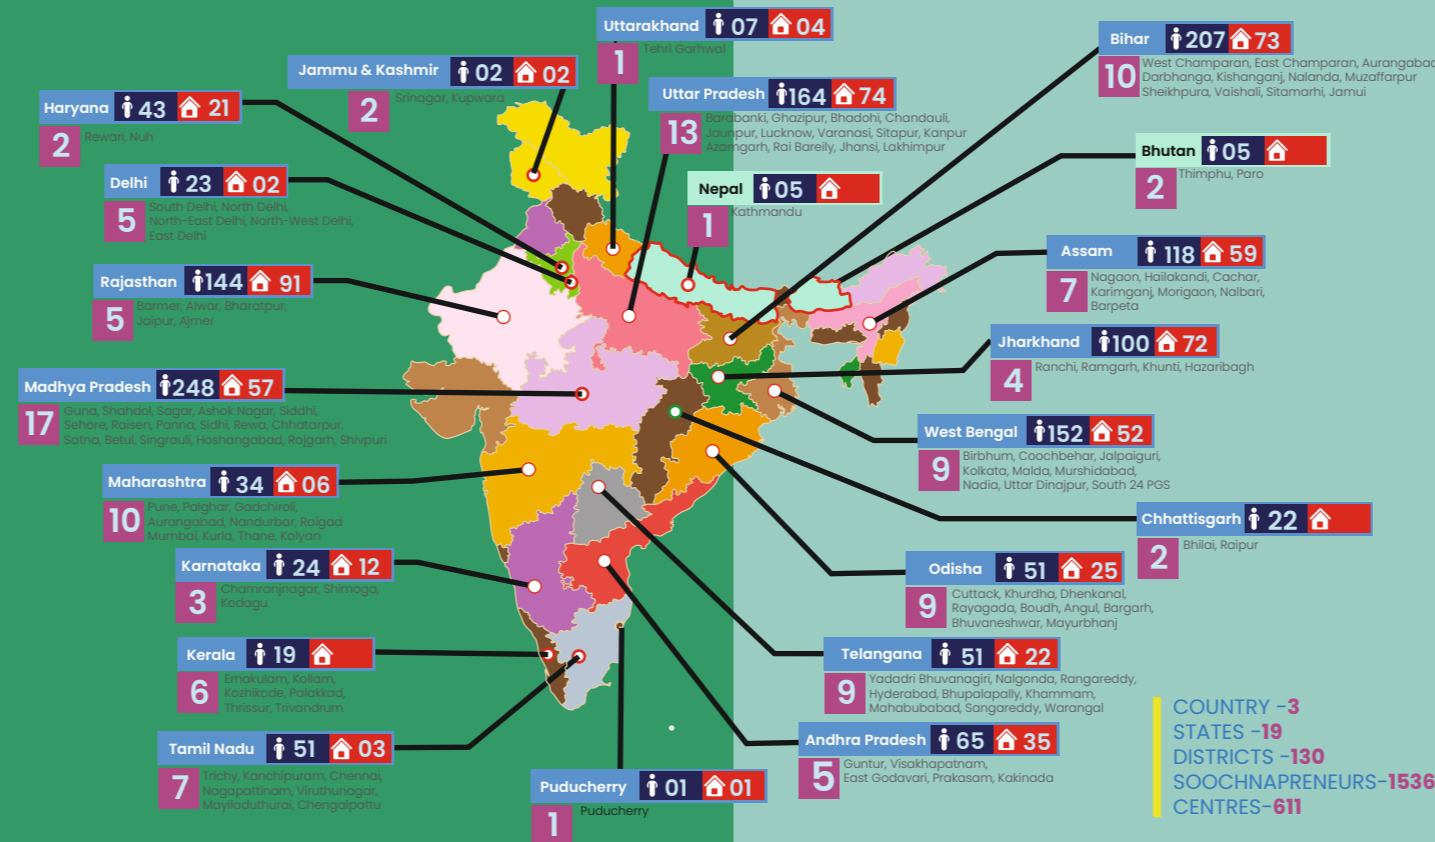 Uttarakhand 07 04
1 Tehri Garhwal
Jammu & Kashmir 02 02
2 Srinagar, Kupwara
Haryana 43 21
2 Rewari, Nuh
Delhi 23 02
5 South Delhi, North Delhi,
North-East Delhi, North-West Delhi,
East Delhi
Rajasthan 144 91
5 Barmer, Alwar, Bharatpur,
Jaipur, Ajmer
Madhya Pradesh 248 57
17 Guna, Shahdol, Sagar, Ashok Nagar, Siddhi,
Sehore, Raisen, Panna, Sidhi, Rewa, Chhatarpur,
Satna, Betul, Singrauli, Hoshangabad, Rajgarh, Shivpuri
Maharashtra 34 06
10 Pune, Palghar, Gadchiroli,
Aurangabad, Nandurbar, Raigad
Mumbai, Kurla, Thane, Kalyan
Karnataka 24 12
3 Chamranjnagar, Shimoga,
Kodagu
Kerala 19
6 Ernakulam, Kollam,
Kozhikode, Palakkad,
Thrissur, Trivandrum
Tamil Nadu 51 03
7 Trichy, Kanchipuram, Chennai,
Nagapattinam, Viruthunagar,
Mayiladuthurai, Chengalpattu
Puducherry 01 01
1 Puducherry
Uttar Pradesh 164 74
13 Barabanki, Ghazipur, Bhadohi, Chandauli,
Jaunpur, Lucknow, Varanasi, Sitapur, Kanpur
Azamgarh, Rai Bareily, Jhansi, Lakhimpur
Nepal 05
1 Kathmandu
Bihar 207 73
10 West Champaran, East Champaran, Aurangabad
Darbhanga, Kishanganj, Nalanda, Muzaffarpur
Sheikhpura, Vaishali, Sitamarhi, Jamui
Bhutan 05
2 Thimphu, Paro
Assam 118 59
7 Nagaon, Hailakandi, Cachar,
Karimganj, Morigaon, Nalbari,
Barpeta
Jharkhand 100 72
4 Ranchi, Ramgarh, Khunti, Hazaribagh
West Bengal 152 52
9 Birbhum, Coochbehar, Jalpaiguri,
Kolkata, Malda, Murshidabad,
Nadia, Uttar Dinajpur, South 24 PGS
Chhattisgarh 22
2 Bhilai, Raipur
Odisha 51 25
9 Cuttack, Khurdha, Dhenkanal,
Rayagada, Boudh, Angul, Bargarh,
Bhuvaneshwar, Mayurbhanj
Telangana 51 22
9 Yadadri Bhuvanagiri, Nalgonda, Rangareddy,
Hyderabad, Bhupalapally, Khammam,
Mahabubabad, Sangareddy, Warangal
Andhra Pradesh 65 35
5 Guntur, Visakhapatnam,
East Godavari, Prakasam, Kakinada
COUNTRY -3
STATES -19
DISTRICTS -130
SOOCHNAPRENEURS-1536
CENTRES-611